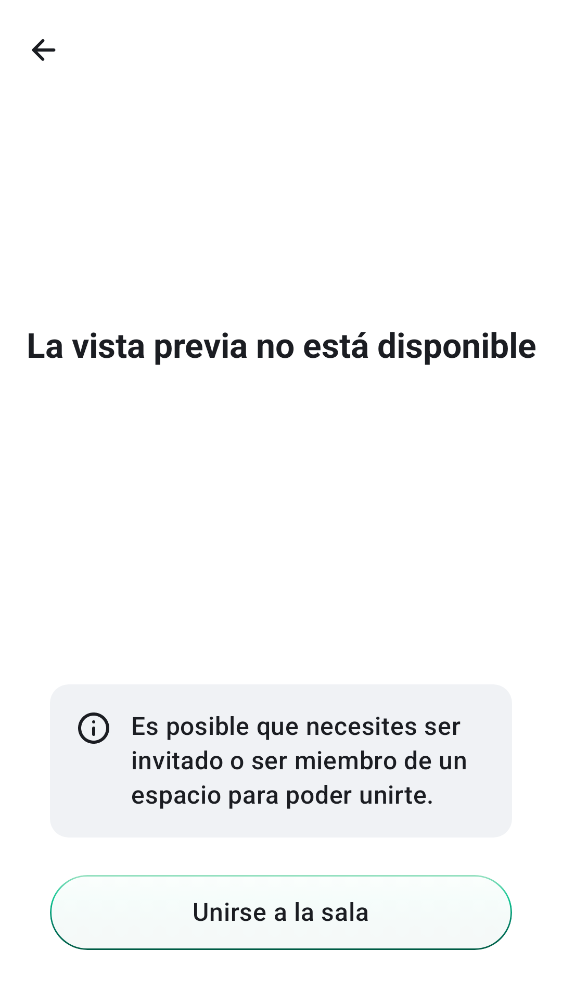 La vista previa no está disponible
Es posible que necesites ser
invitado o ser miembro de un
espacio para poder unirte.
Unirse a la sala